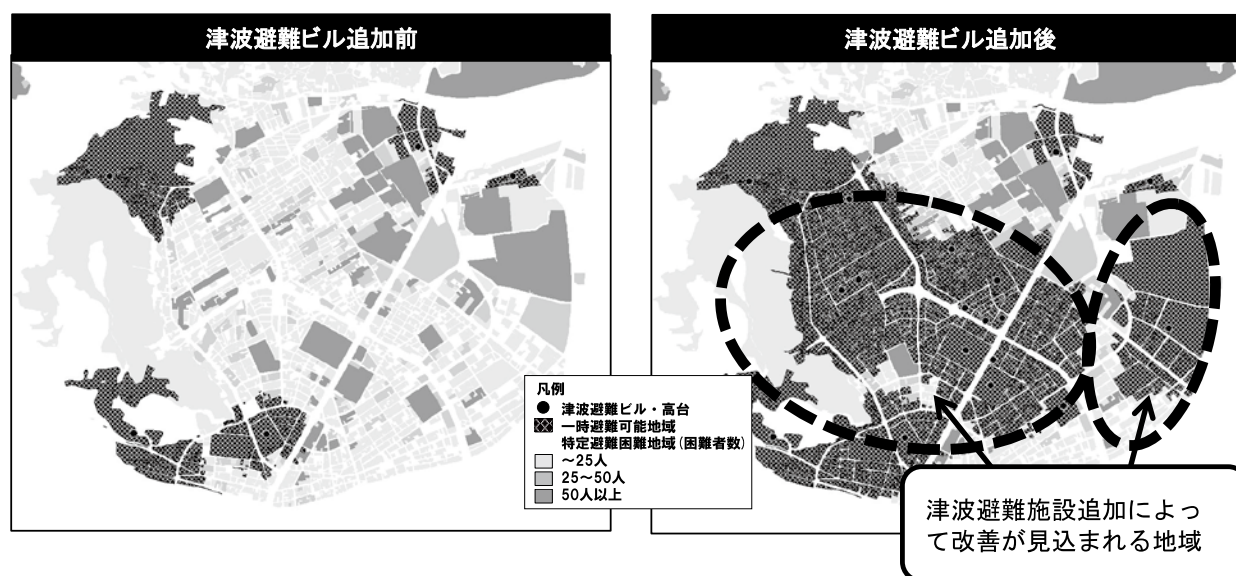 津波避難ビル追加前
津波避難ビル追加後
凡例
津波避難ビル・高台
一時避難可能地域
特定避難困難地域(困難者数)
～25人
25～50人
50人以上
津波避難施設追加によっ
て改善が見込まれる地域